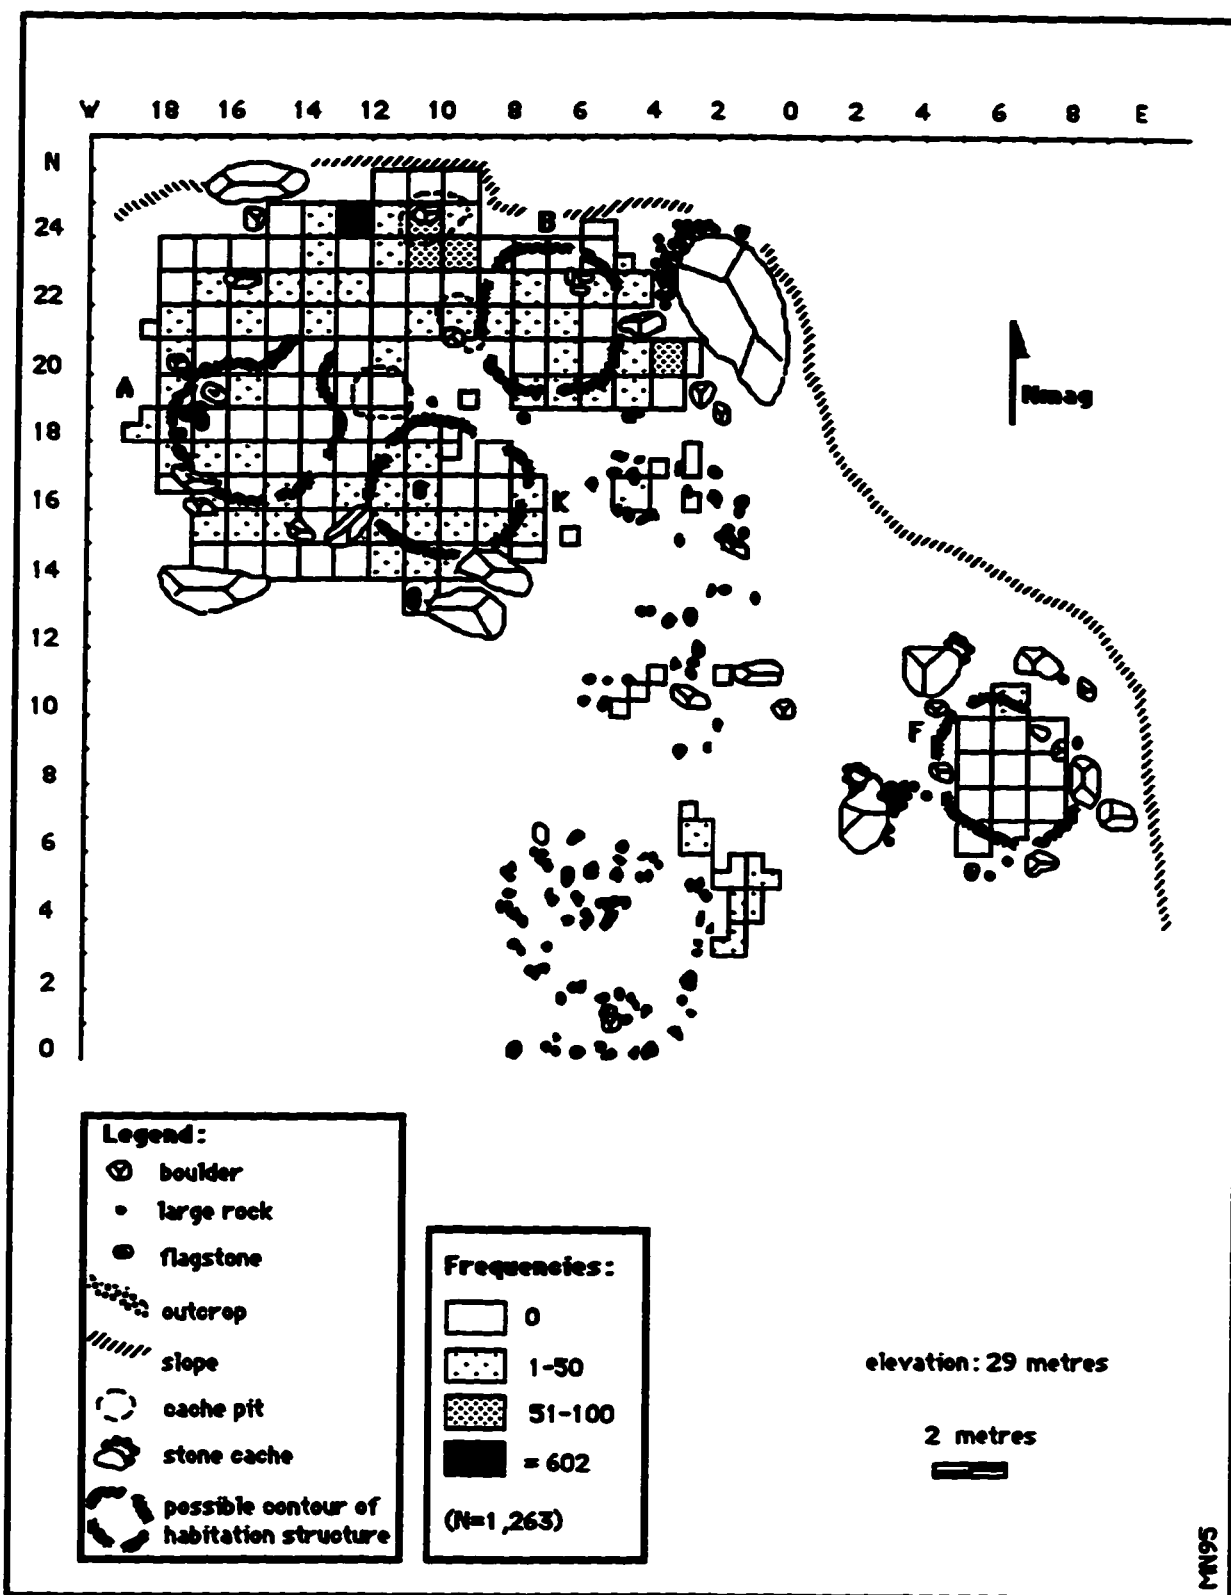 W 18 16 14 12 10 8 6 4 2 0 2 4 6 8 E
N
24
B
22
20
A
Nmag
18
K
16
14
12
10
F
8
6
4
2
0
Legend:
boulder
large rock
flagstone
outcrop
slope
cache pit
stone cache
possible contour of
habitation structure
Frequencies:
0
1-50
51-100
= 602
(N=1,263)
elevation: 29 metres
2 metres
MN95